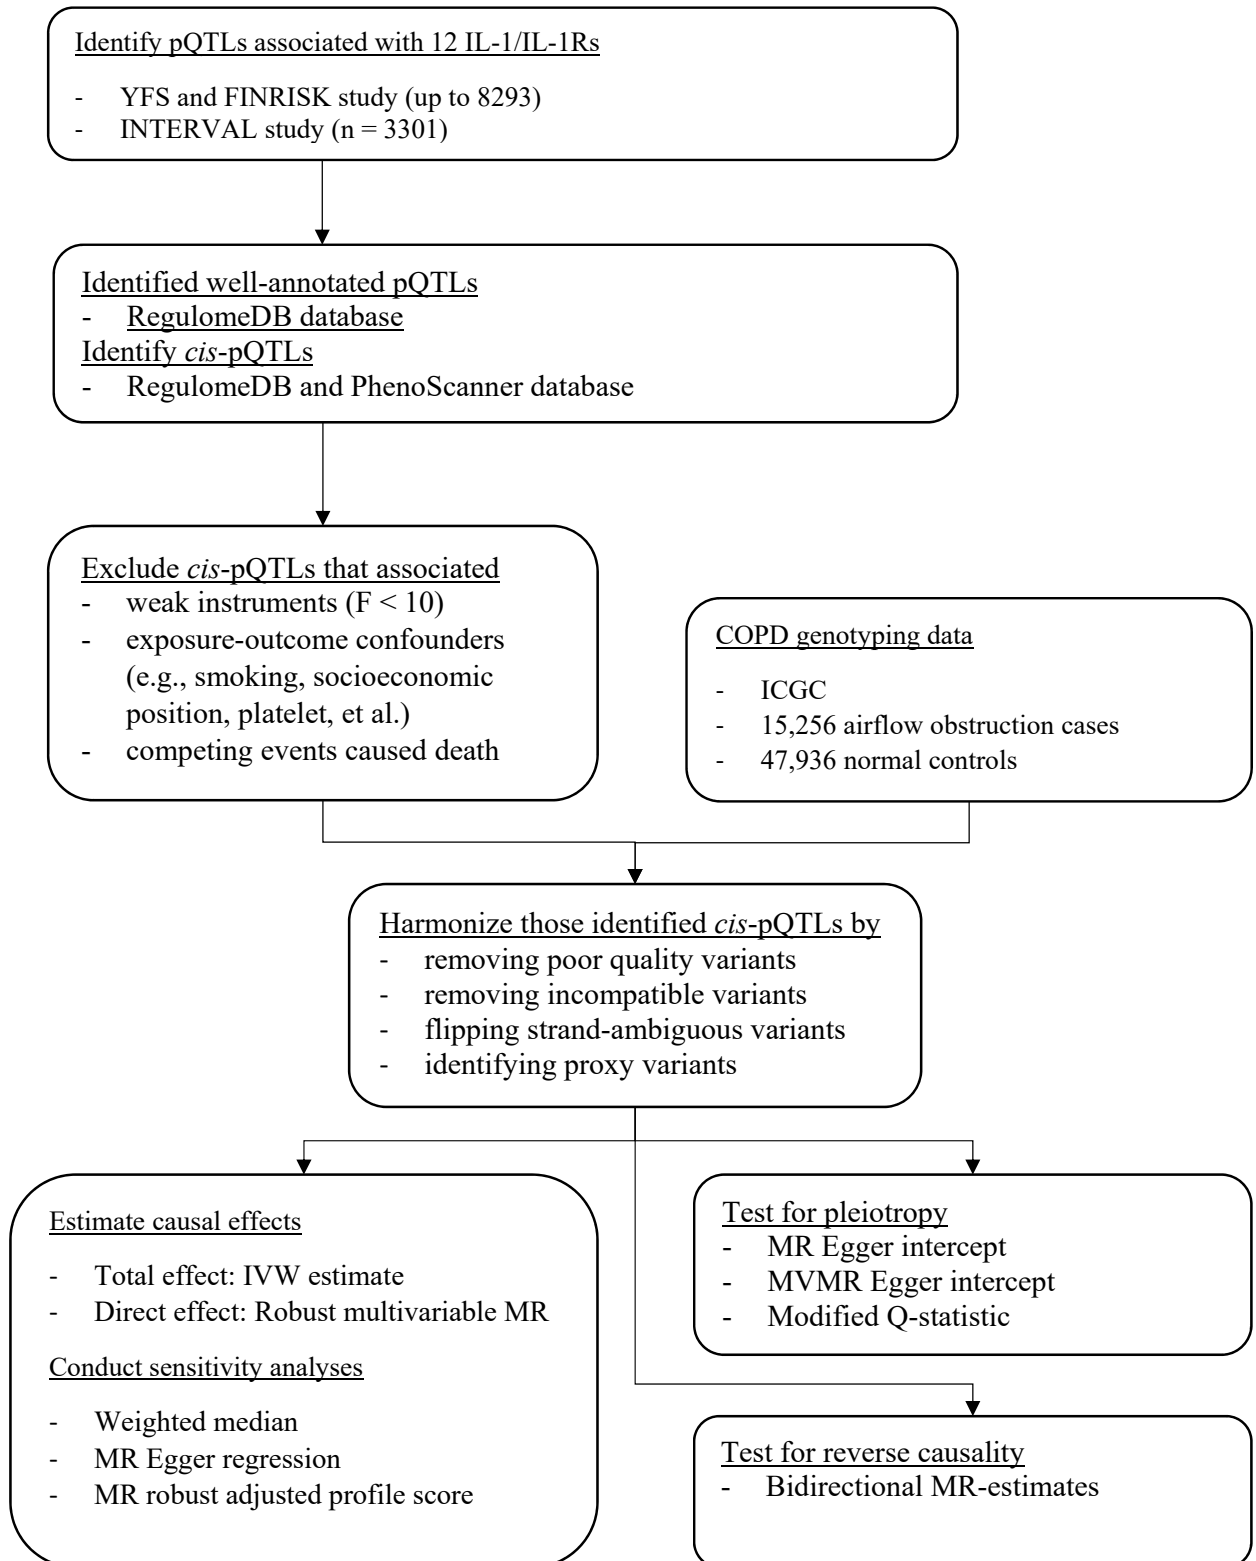 Identify pQTLs associated with 12 IL-1/IL-1Rs
- YFS and FINRISK study (up to 8293)
- INTERVAL study (n = 3301)
Identified well-annotated pQTLs
- RegulomeDB database
Identify cis-pQTLs
- RegulomeDB and PhenoScanner database
Exclude cis-pQTLs that associated
- weak instruments (F < 10)
- exposure-outcome confounders
(e.g., smoking, socioeconomic
position, platelet, et al.)
- competing events caused death
COPD genotyping data
- ICGC
- 15,256 airflow obstruction cases
- 47,936 normal controls
Harmonize those identified cis-pQTLs by
- removing poor quality variants
- removing incompatible variants
- flipping strand-ambiguous variants
- identifying proxy variants
Estimate causal effects
- Total effect: IVW estimate
- Direct effect: Robust multivariable MR
Conduct sensitivity analyses
- Weighted median
- MR Egger regression
- MR robust adjusted profile score
Test for pleiotropy
- MR Egger intercept
- MVMR Egger intercept
- Modified Q-statistic
Test for reverse causality
- Bidirectional MR-estimates